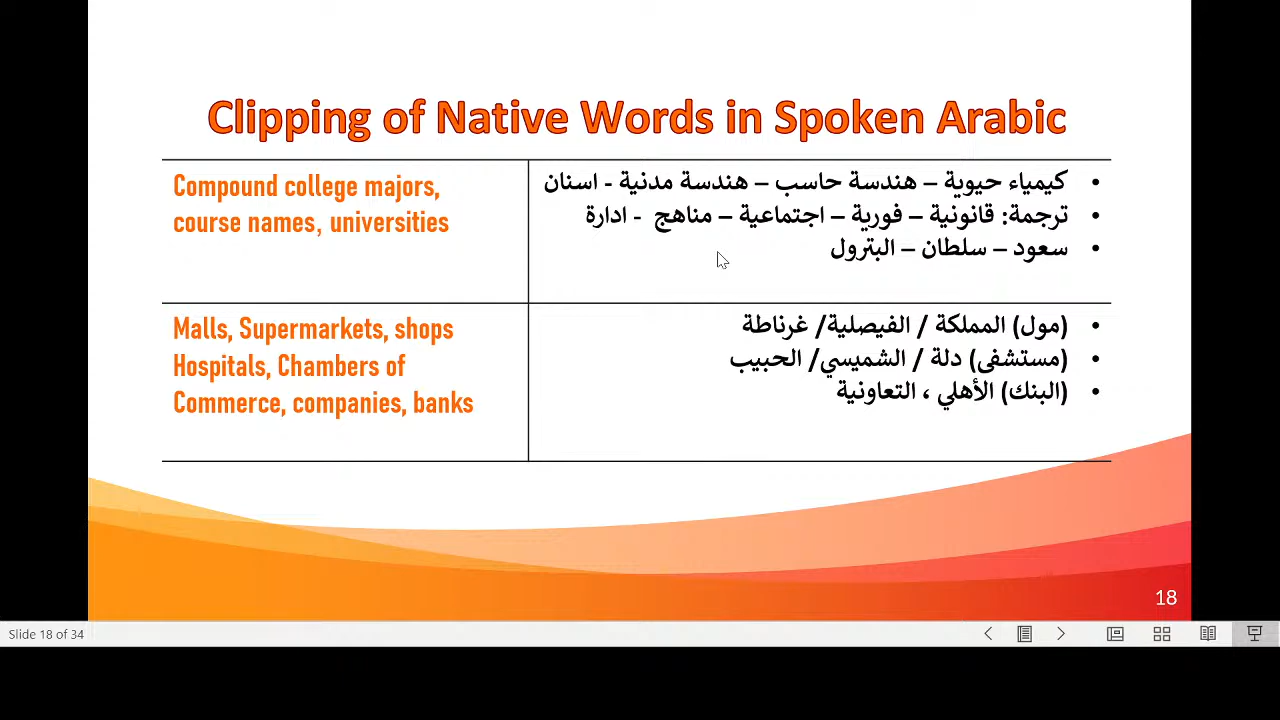 Clipping of Native Words in Spoken Arabic
Compound college majors,
course names, universities
• كيمياء حيوية – هندسة حاسب – هندسة مدنية - اسنان
• ترجمة: قانونية – فورية – اجتماعية – مناهج - ادارة
• سعود – سلطان – البترول
Malls, Supermarkets, shops
Hospitals, Chambers of
Commerce, companies, banks
• (مول) المملكة / الفيصلية/ غرناطة
• (مستشفى) دلة / الشميسي/ الحبيب
• (البنك) الأهلي ، التعاونية
18
Slide 18 of 34